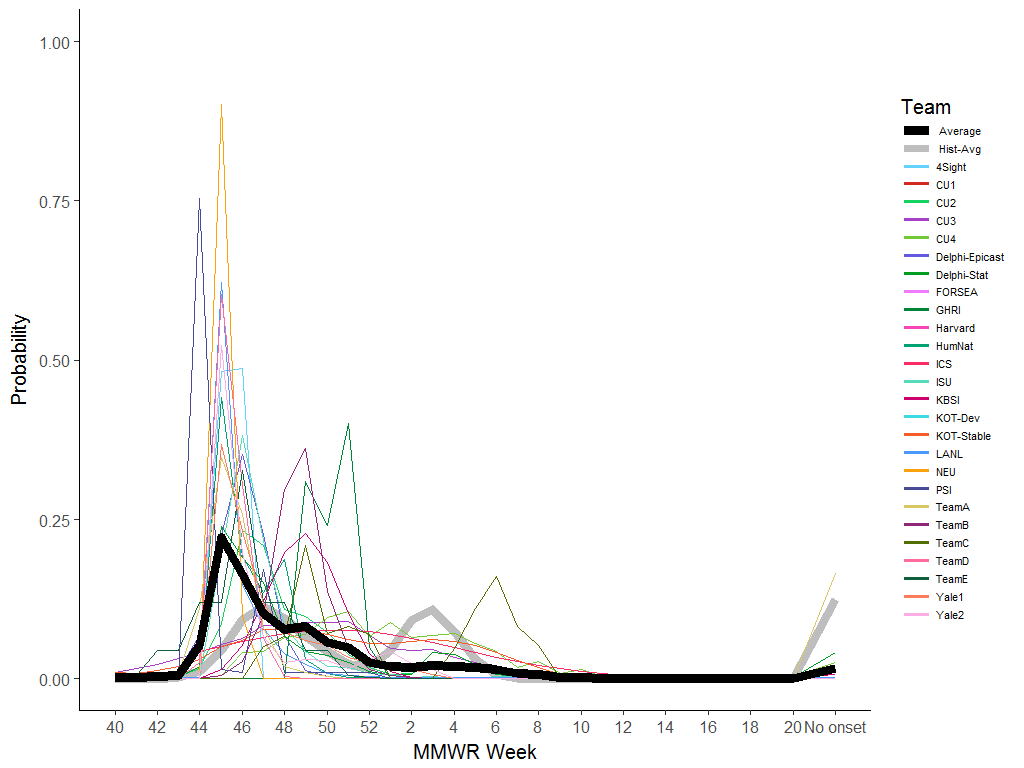 1.00
0.75
0.50
0.25
0.00
Probability
40 42 44 46 48 50 52 2 4 6 8 10 12 14 16 18 20 No onset
MMWR Week
Team
Average
Hist-Avg
4Sight
CU1
CU2
CU3
CU4
Delphi-Epicast
Delphi-Stat
FORSEA
GHRI
Harvard
HumNat
ICS
ISU
KBSI
KOT-Dev
KOT-Stable
LANL
NEU
PSI
TeamA
TeamB
TeamC
TeamD
TeamE
Yale1
Yale2